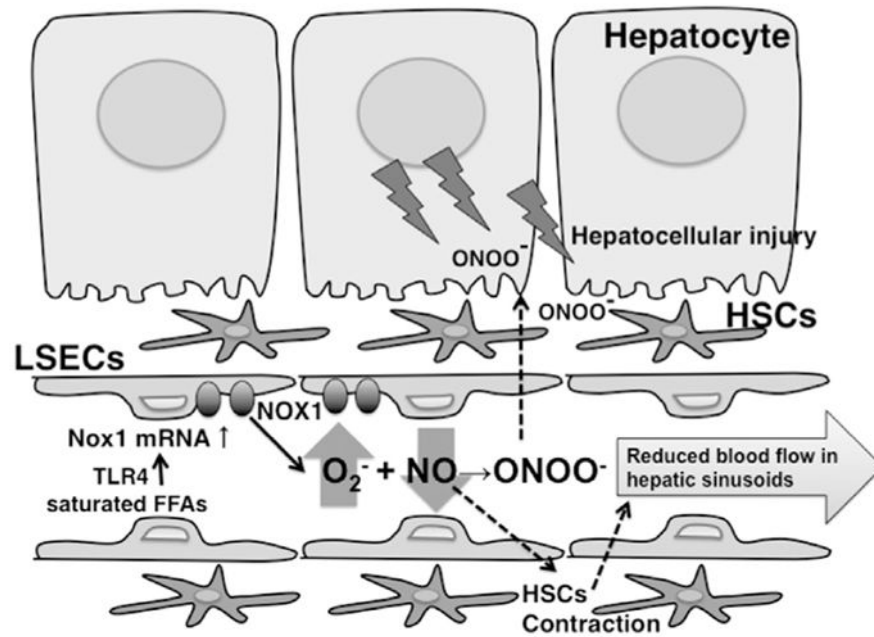 Hepatocyte
ONOO⁻
Hepatocellular injury
ONOO⁻
HSCs
LSECs
NOX1
Nox1 mRNA ↑
TLR4
saturated FFAs
O₂⁻ + NO→ONOO⁻
Reduced blood flow in
hepatic sinusoids
HSCs
Contraction